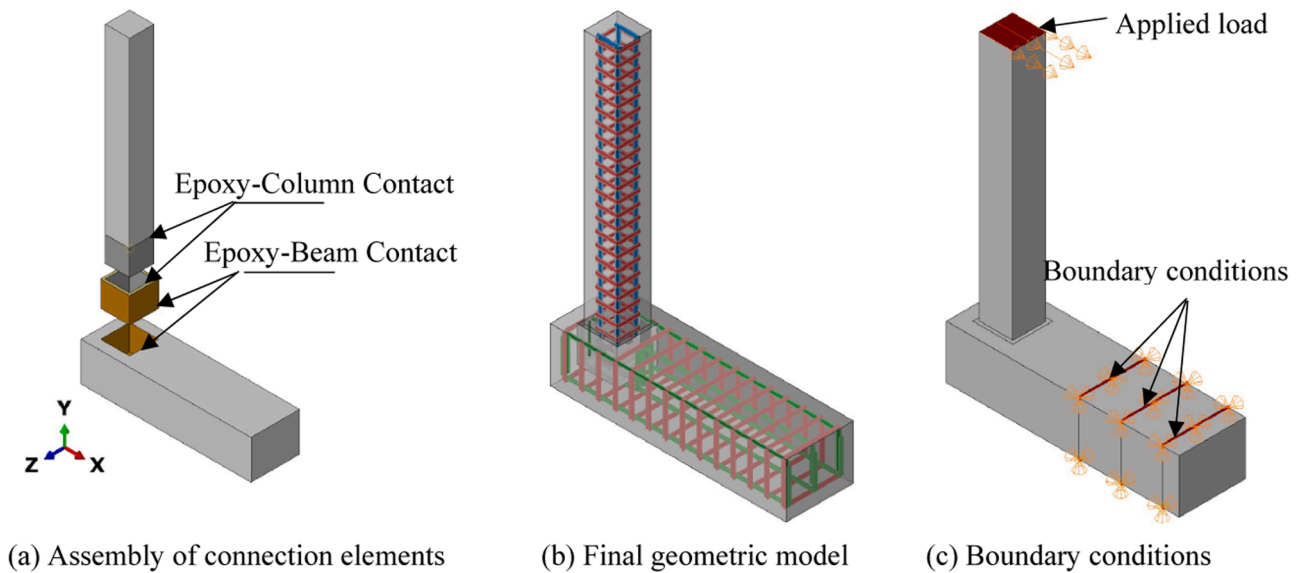 Applied load
Epoxy-Column Contact
Epoxy-Beam Contact
Boundary conditions
Y
Z
X
(a) Assembly of connection elements
(b) Final geometric model
(c) Boundary conditions